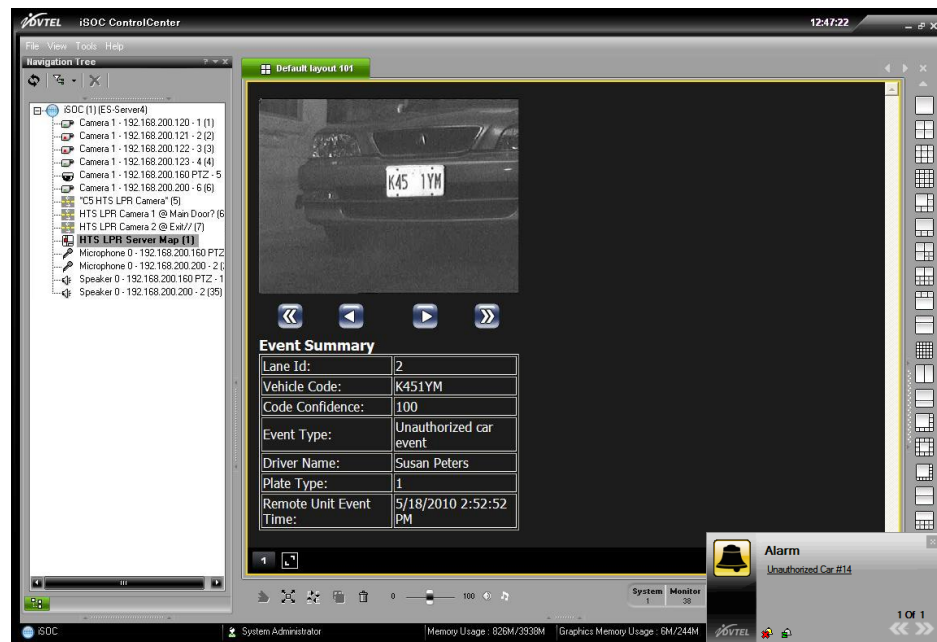 DVTEL iSOC ControlCenter 12:47:22
File View Tools Help
Navigation Tree
Default layout 101
iSOC (1) (ES-Server4)
Camera 1 - 192.168.200.120 - 1 (1)
Camera 1 - 192.168.200.121 - 2 (2)
Camera 1 - 192.168.200.122 - 3 (3)
Camera 1 - 192.168.200.123 - 4 (4)
Camera 1 - 192.168.200.160 PTZ - 5
Camera 1 - 192.168.200.200 - 6 (6)
"C5 HTS LPR Camera" (5)
HTS LPR Camera 1 @ Main Door? (6
HTS LPR Camera 2 @ Exit// (7)
HTS LPR Server Map (1)
Microphone 0 - 192.168.200.160 PTZ
Microphone 0 - 192.168.200.200 - 2 (
Speaker 0 - 192.168.200.160 PTZ - 1
Speaker 0 - 192.168.200.200 - 2 (35)
K45 1YM
Event Summary
Lane Id: 2
Vehicle Code: K451YM
Code Confidence: 100
Event Type: Unauthorized car event
Driver Name: Susan Peters
Plate Type: 1
Remote Unit Event Time: 5/18/2010 2:52:52 PM
1
0 100
System 1 Monitor 38
Alarm
Unauthorized Car #14
1 Of 1
DVTEL
iSOC System Administrator Memory Usage : 826M/3938M Graphics Memory Usage : 6M/244M